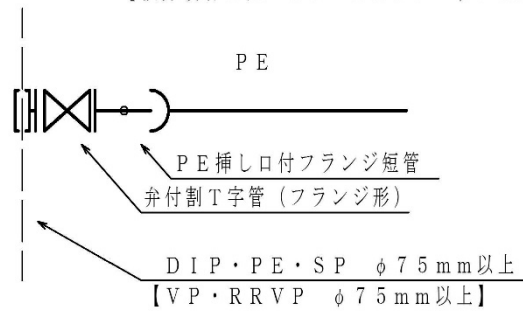 ＰＥ
ＰＥ挿し口付フランジ短管
弁付割Ｔ字管（フランジ形）
ＤＩＰ・ＰＥ・ＳＰ　φ７５mm以上
【ＶＰ・ＲＲＶＰ　φ７５mm以上】